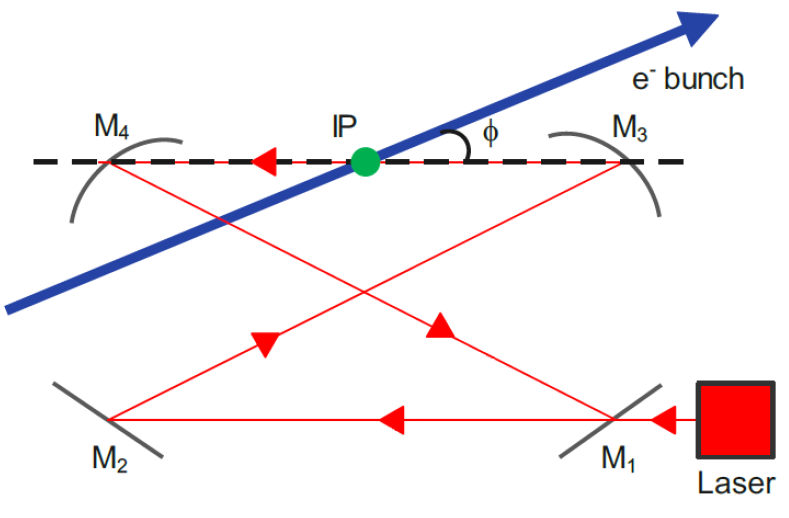 e⁻ bunch
M₄
IP
ϕ
M₃
M₂
M₁
Laser